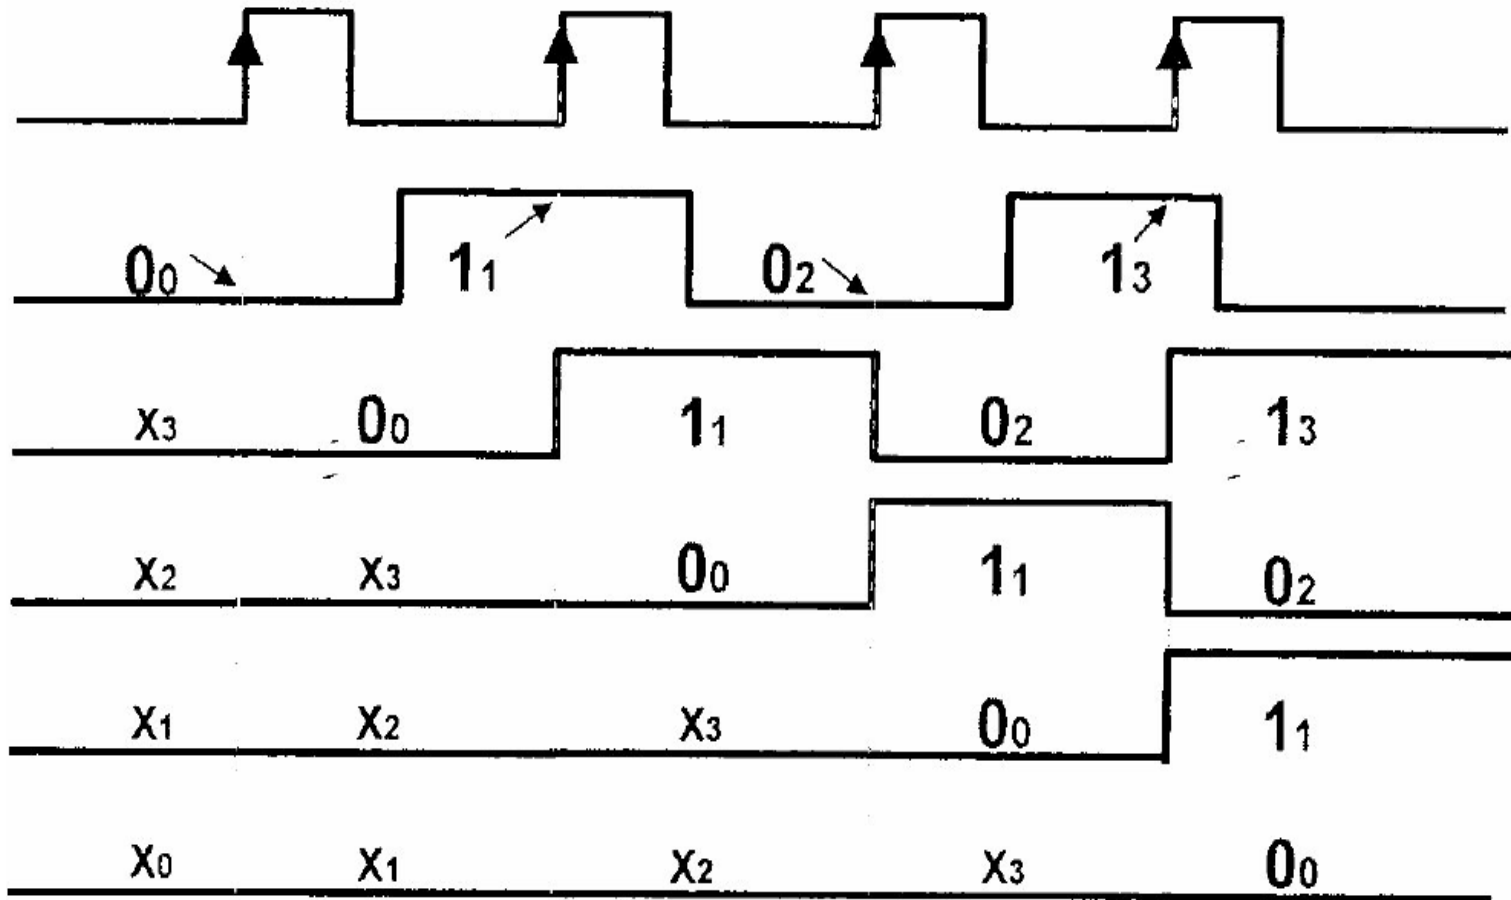 0₀ 1₁ 0₂ 1₃
X₃ 0₀ 1₁ 0₂ 1₃
X₂ X₃ 0₀ 1₁ 0₂
X₁ X₂ X₃ 0₀ 1₁
X₀ X₁ X₂ X₃ 0₀